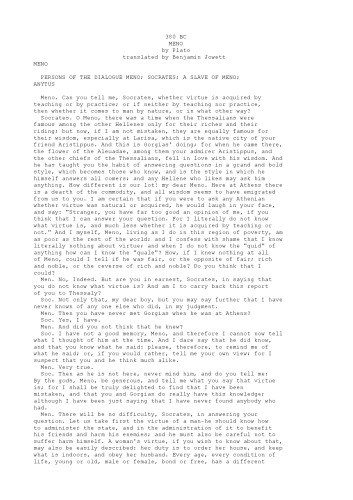 380 BC
MENO
by Plato
translated by Benjamin Jowett
MENO
PERSONS OF THE DIALOGUE MENO; SOCRATES; A SLAVE OF MENO;
ANYTUS
Meno. Can you tell me, Socrates, whether virtue is acquired by
teaching or by practice; or if neither by teaching nor practice,
then whether it comes to man by nature, or in what other way?
Socrates. O Meno, there was a time when the Thessalians were
famous among the other Hellenes only for their riches and their
riding; but now, if I am not mistaken, they are equally famous for
their wisdom, especially at Larisa, which is the native city of your
friend Aristippus. And this is Gorgias' doing; for when he came there,
the flower of the Aleuadae, among them your admirer Aristippus, and
the other chiefs of the Thessalians, fell in love with his wisdom. And
he has taught you the habit of answering questions in a grand and bold
style, which becomes those who know, and is the style in which he
himself answers all comers; and any Hellene who likes may ask him
anything. How different is our lot! my dear Meno. Here at Athens there
is a dearth of the commodity, and all wisdom seems to have emigrated
from us to you. I am certain that if you were to ask any Athenian
whether virtue was natural or acquired, he would laugh in your face,
and say: "Stranger, you have far too good an opinion of me, if you
think that I can answer your question. For I literally do not know
what virtue is, and much less whether it is acquired by teaching or
not." And I myself, Meno, living as I do in this region of poverty, am
as poor as the rest of the world; and I confess with shame that I know
literally nothing about virtue; and when I do not know the "quid" of
anything how can I know the "quale"? How, if I knew nothing at all
of Meno, could I tell if he was fair, or the opposite of fair; rich
and noble, or the reverse of rich and noble? Do you think that I
could?
Men. No, Indeed. But are you in earnest, Socrates, in saying that
you do not know what virtue is? And am I to carry back this report
of you to Thessaly?
Soc. Not only that, my dear boy, but you may say further that I have
never known of any one else who did, in my judgment.
Men. Then you have never met Gorgias when he was at Athens?
Soc. Yes, I have.
Men. And did you not think that he knew?
Soc. I have not a good memory, Meno, and therefore I cannot now tell
what I thought of him at the time. And I dare say that he did know,
and that you know what he said: please, therefore, to remind me of
what he said; or, if you would rather, tell me your own view; for I
suspect that you and he think much alike.
Men. Very true.
Soc. Then as he is not here, never mind him, and do you tell me:
By the gods, Meno, be generous, and tell me what you say that virtue
is; for I shall be truly delighted to find that I have been
mistaken, and that you and Gorgias do really have this knowledge;
although I have been just saying that I have never found anybody who
had.
Men. There will be no difficulty, Socrates, in answering your
question. Let us take first the virtue of a man-he should know how
to administer the state, and in the administration of it to benefit
his friends and harm his enemies; and he must also be careful not to
suffer harm himself. A woman's virtue, if you wish to know about that,
may also be easily described: her duty is to order her house, and keep
what is indoors, and obey her husband. Every age, every condition of
life, young or old, male or female, bond or free, has a different